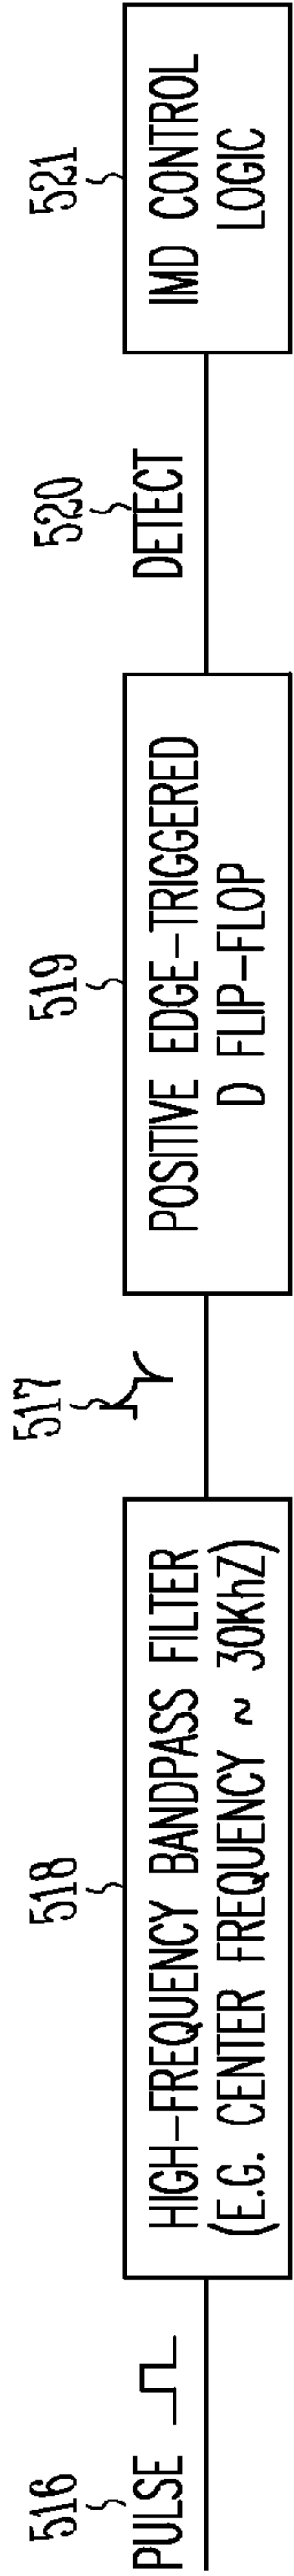 516
PULSE
518
HIGH-FREQUENCY BANDPASS FILTER
(E.G. CENTER FREQUENCY ~ 30KhZ)
517
519
POSITIVE EDGE-TRIGGERED
D FLIP-FLOP
520
DETECT
521
IMD CONTROL
LOGIC